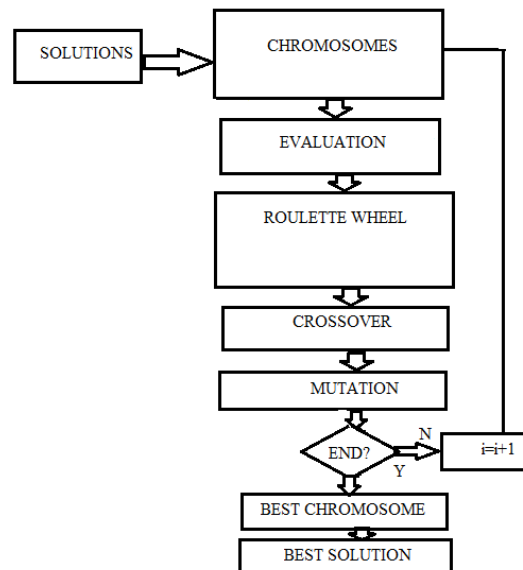 SOLUTIONS
CHROMOSOMES
EVALUATION
ROULETTE WHEEL
CROSSOVER
MUTATION
END?
N
Y
i=i+1
BEST CHROMOSOME
BEST SOLUTION